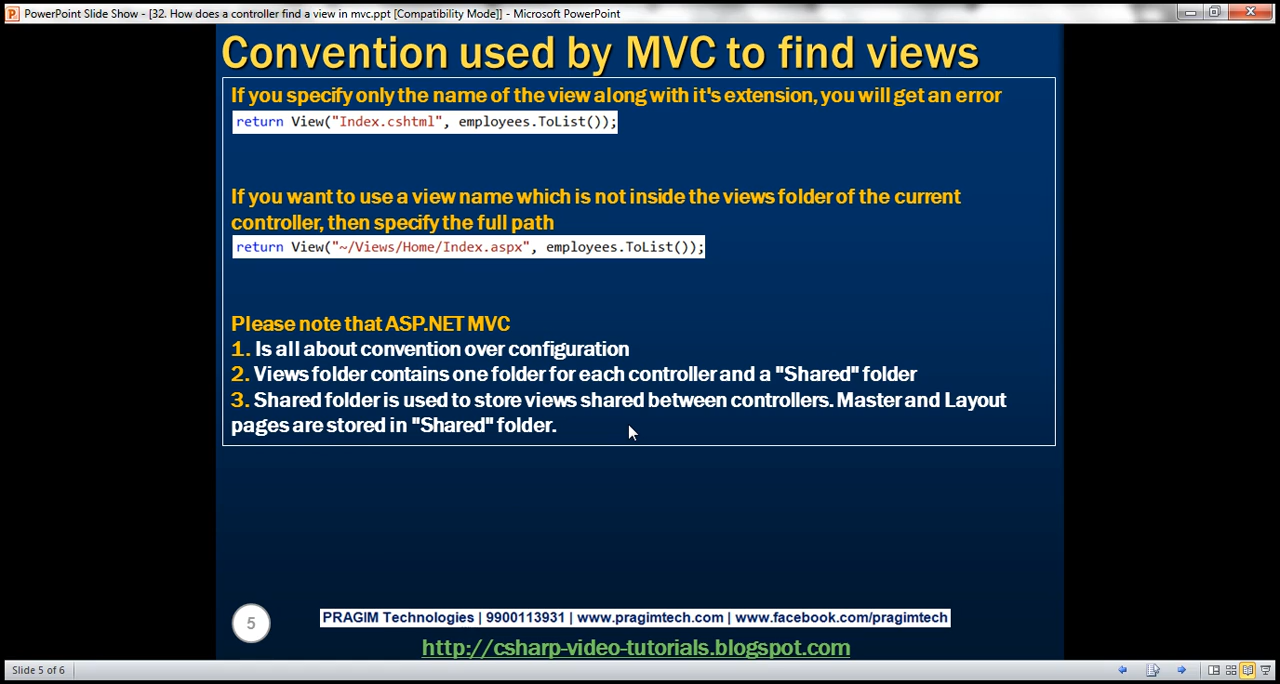 PowerPoint Slide Show - [32. How does a controller find a view in mvc.ppt [Compatibility Mode]] - Microsoft PowerPoint
Convention used by MVC to find views
If you specify only the name of the view along with it's extension, you will get an error
return View("Index.cshtml", employees.ToList());
If you want to use a view name which is not inside the views folder of the current
controller, then specify the full path
return View("~/Views/Home/Index.aspx", employees.ToList());
Please note that ASP.NET MVC
1. Is all about convention over configuration
2. Views folder contains one folder for each controller and a "Shared" folder
3. Shared folder is used to store views shared between controllers. Master and Layout
pages are stored in "Shared" folder.
5
PRAGIM Technologies | 9900113931 | www.pragimtech.com | www.facebook.com/pragimtech
http://csharp-video-tutorials.blogspot.com
Slide 5 of 6